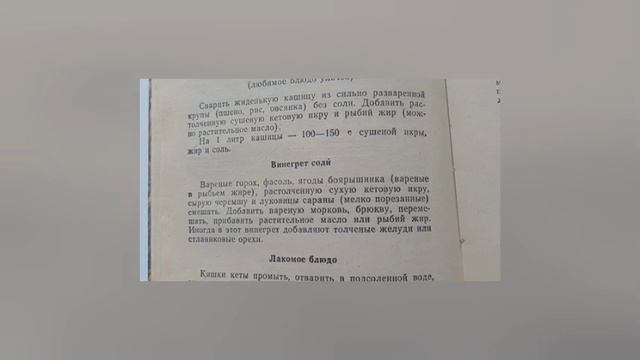 (любимое блюдо
Сварить жиденькую кашицу из сильно разваренной
крупы (пшено, рис, овсянка) без соли. Добавить рас-
толченную сушеную кетовую икру и рыбий жир (мож-
но растительное масло).
На 1 литр кашицы — 100—150 г сушеной икры,
жир и соль.
Винегрет соли
Вареные горох, фасоль, ягоды боярышника (вареные
в рыбьем жире), растолченную сухую кетовую икру,
сырую черемшу и луковицы сараны (мелко порезанные)
смешать. Добавить вареную морковь, брюкву, переме-
шать, прибавить растительное масло или рыбий жир.
Иногда в этот винегрет добавляют толченые желуди или
стланиковые орехи.
Лакомое блюдо
Кишки кеты промыть, отварить в подсоленной воде,